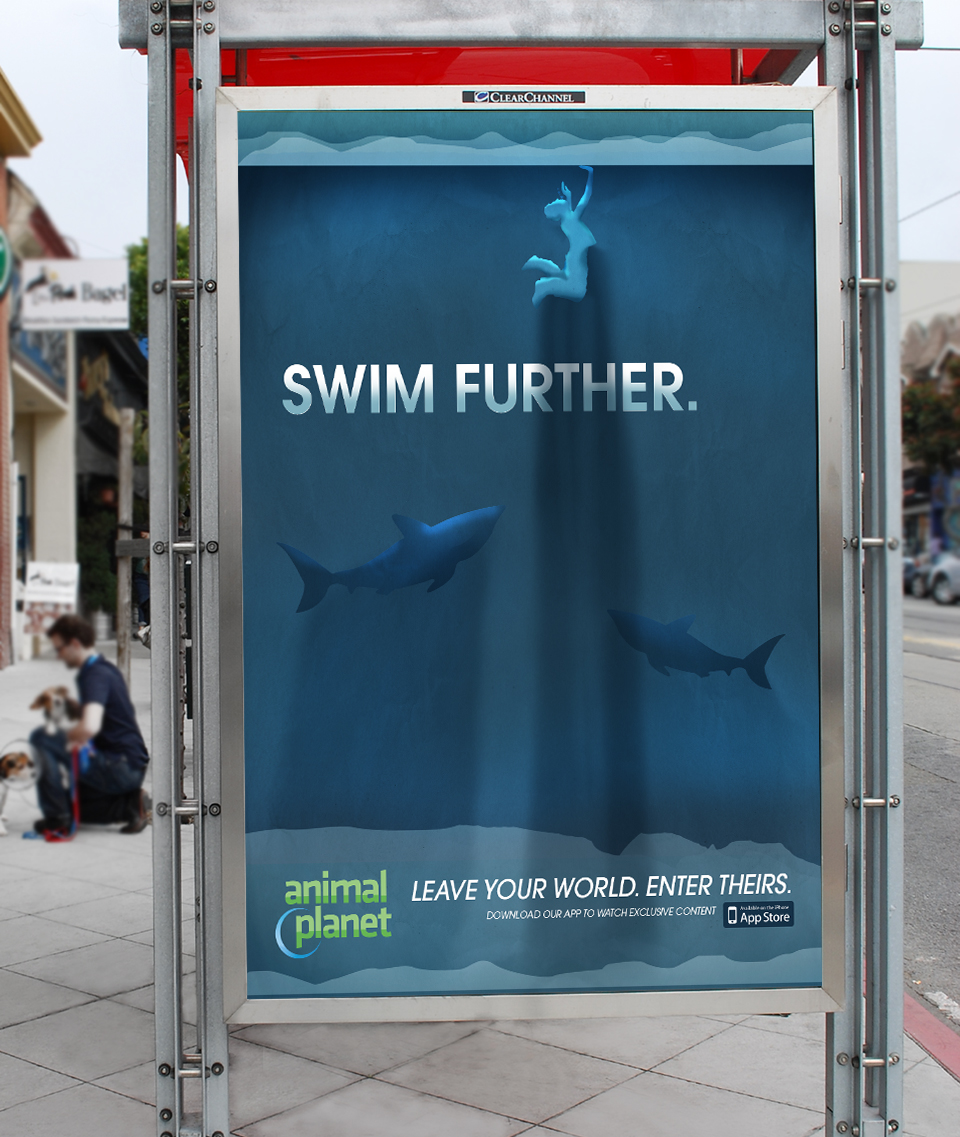 CLEARCHANNEL
Bagel
SWIM FURTHER.
animal
planet
LEAVE YOUR WORLD. ENTER THEIRS.
DOWNLOAD OUR APP TO WATCH EXCLUSIVE CONTENT
Available on the iPhone
App Store